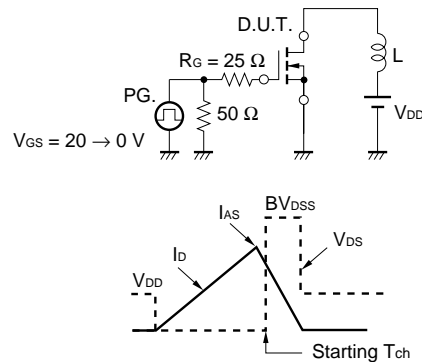 D.U.T.
RG = 25 Ω
L
PG.
50 Ω
VDD
VGS = 20 → 0 V
BVDSS
IAS
VDS
ID
VDD
Starting Tch